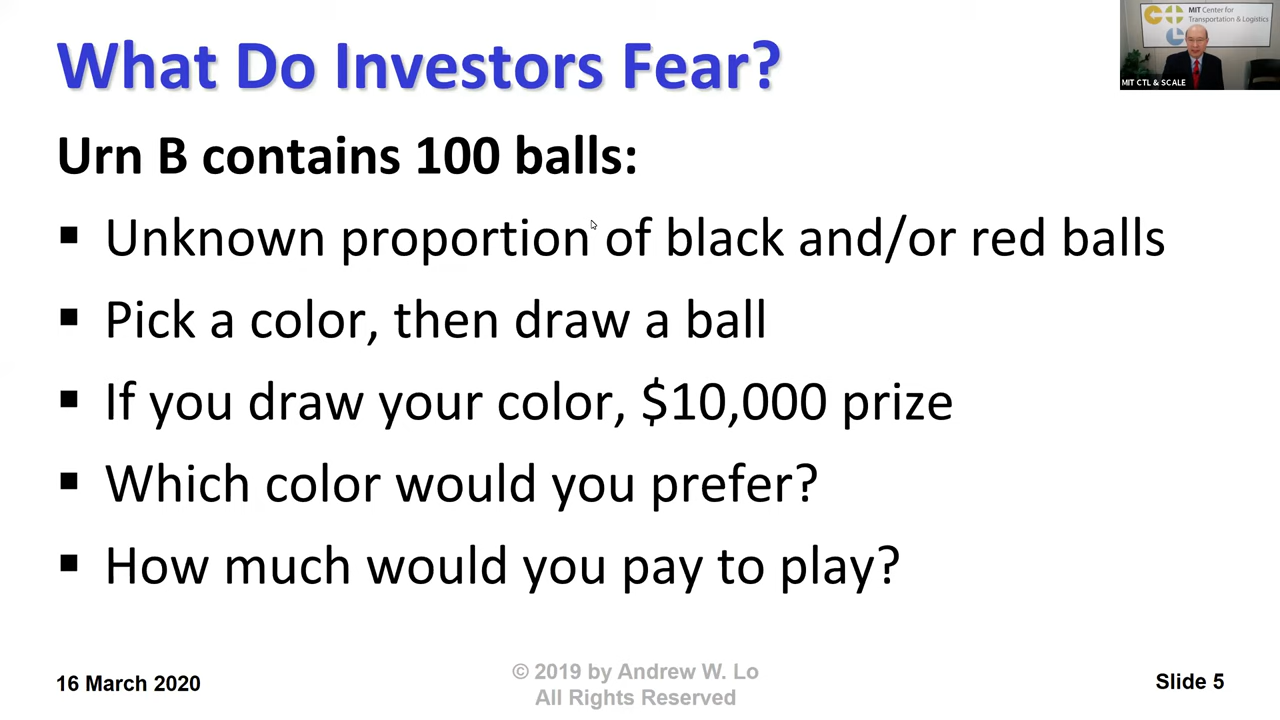 What Do Investors Fear?
MIT Center for
Transportation & Logistics
MIT CTL & SCALE
Urn B contains 100 balls:
▪ Unknown proportion of black and/or red balls
▪ Pick a color, then draw a ball
▪ If you draw your color, $10,000 prize
▪ Which color would you prefer?
▪ How much would you pay to play?
16 March 2020
© 2019 by Andrew W. Lo
All Rights Reserved
Slide 5